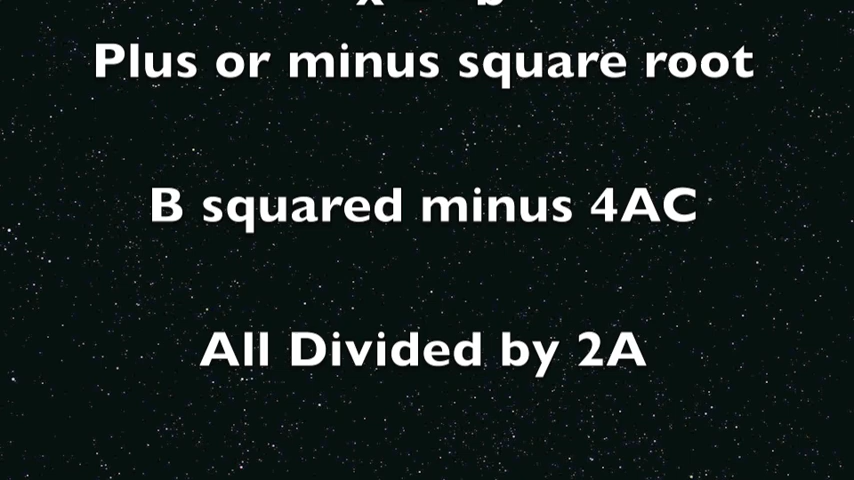 Plus or minus square root
B squared minus 4AC
All Divided by 2A